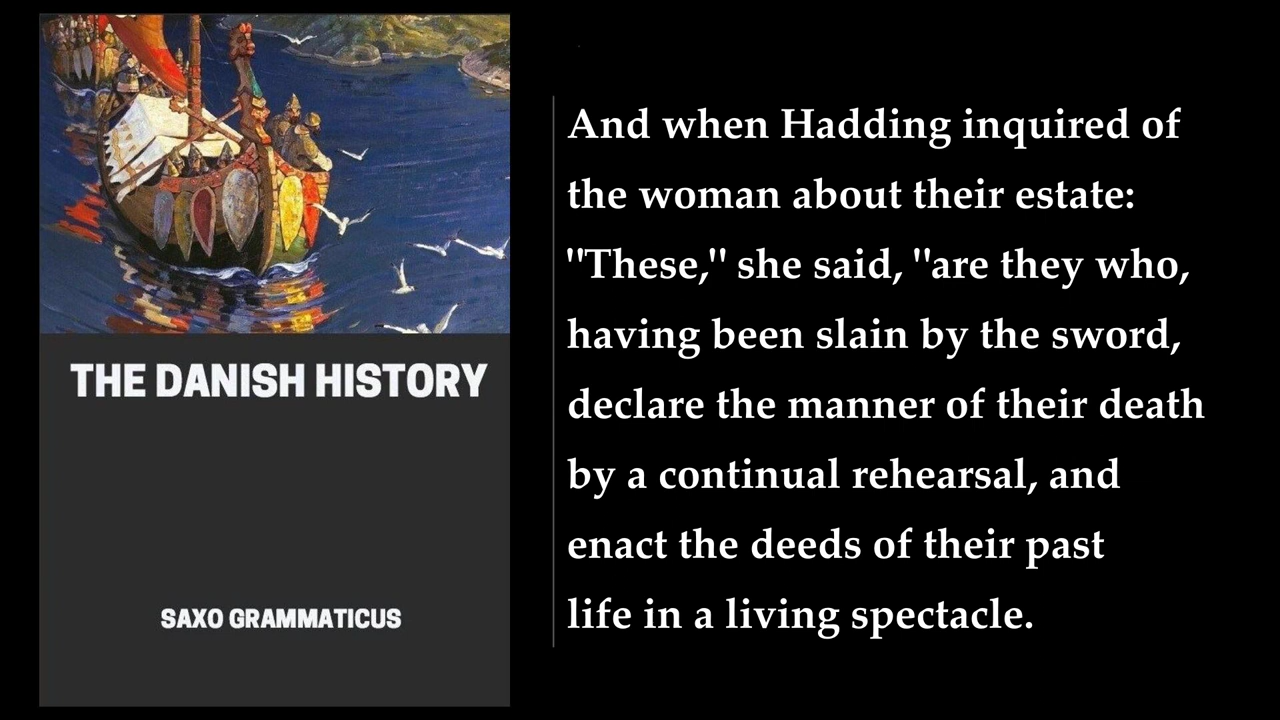 THE DANISH HISTORY
SAXO GRAMMATICUS
And when Hadding inquired of
the woman about their estate:
"These," she said, "are they who,
having been slain by the sword,
declare the manner of their death
by a continual rehearsal, and
enact the deeds of their past
life in a living spectacle.